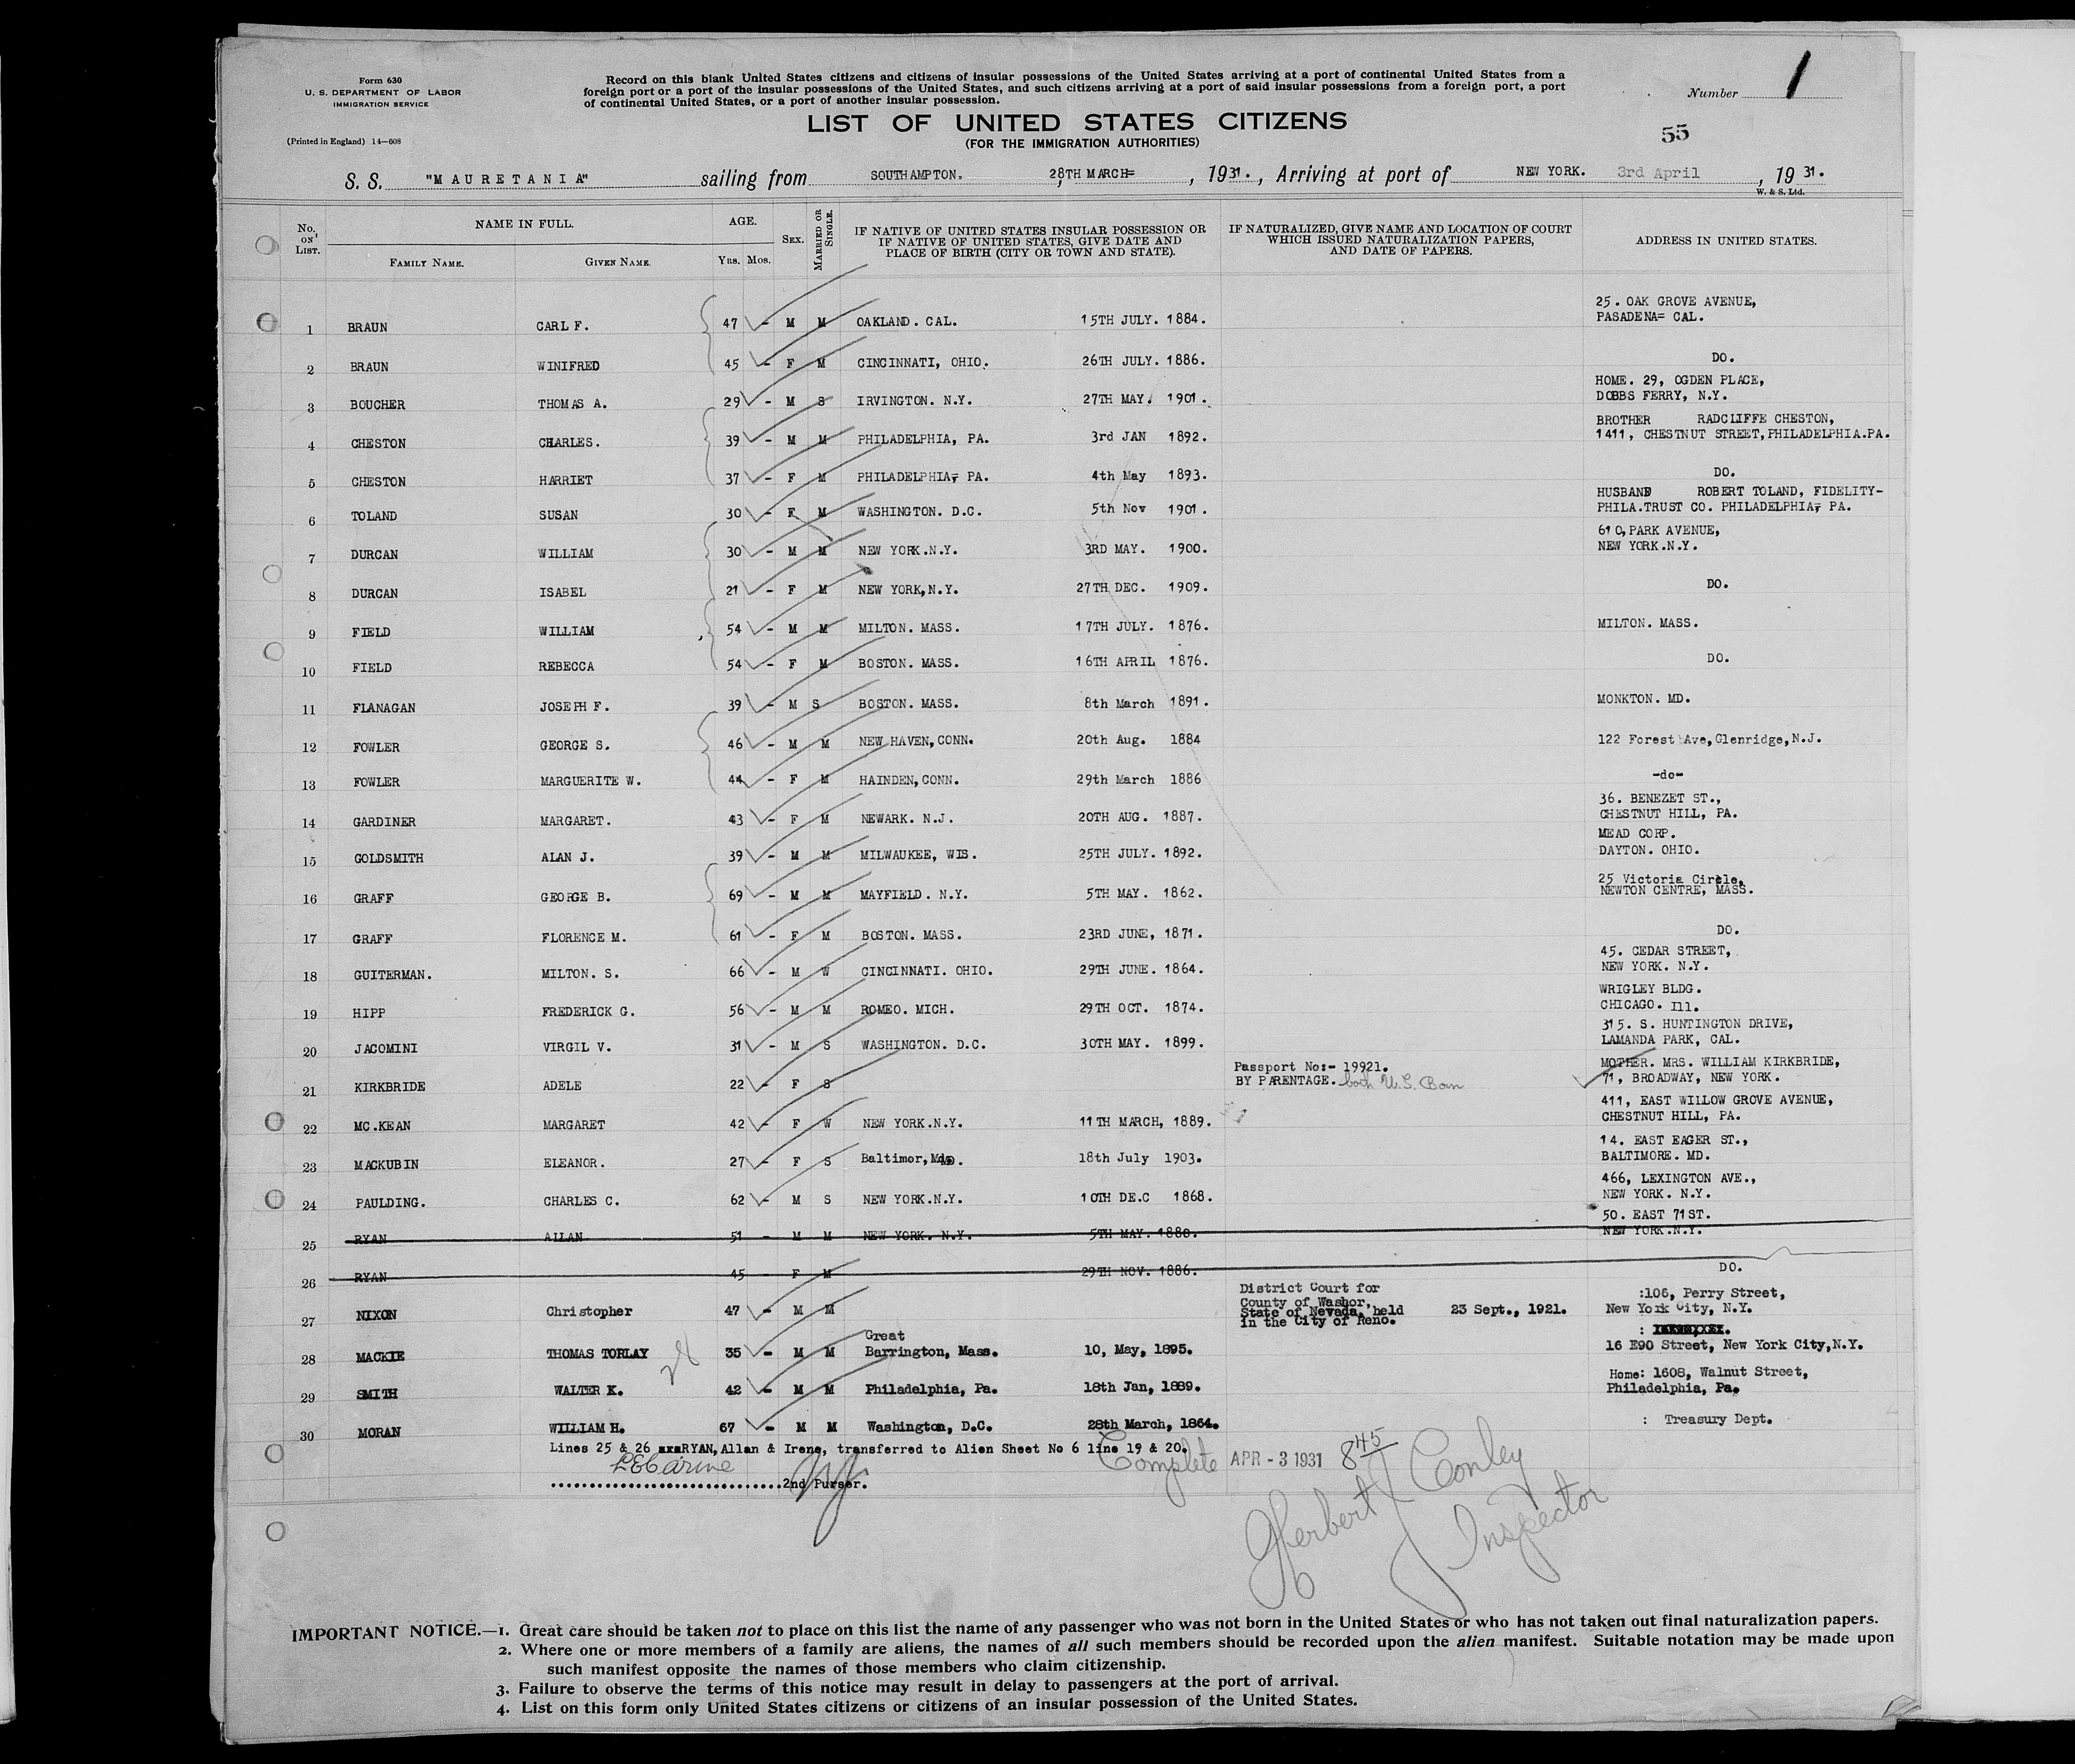 Form 630
U. S. DEPARTMENT OF LABOR
IMMIGRATION SERVICE
(Printed in England) 14—608
Record on this blank United States citizens and citizens of insular possessions of the United States arriving at a port of continental United States from a
foreign port or a port of the insular possessions of the United States, and such citizens arriving at a port of said insular possessions from a foreign port, a port
of continental United States, or a port of another insular possession.
Number 1
LIST OF UNITED STATES CITIZENS
(FOR THE IMMIGRATION AUTHORITIES)
55
S. S. "MAURETANIA" sailing from SOUTHAMPTON. 28TH MARCH= , 1931. , Arriving at port of NEW YORK. 3rd April , 19 31.
W. & S. Ltd.
No. ON LIST. NAME IN FULL. AGE. SEX. MARRIED OR SINGLE. IF NATIVE OF UNITED STATES INSULAR POSSESSION OR IF NATIVE OF UNITED STATES, GIVE DATE AND PLACE OF BIRTH (CITY OR TOWN AND STATE). IF NATURALIZED, GIVE NAME AND LOCATION OF COURT WHICH ISSUED NATURALIZATION PAPERS, AND DATE OF PAPERS. ADDRESS IN UNITED STATES.
FAMILY NAME. GIVEN NAME. YRS. MOS.
1 BRAUN CARL F. 47 - M M OAKLAND. CAL. 15TH JULY. 1884. 25. OAK GROVE AVENUE, PASADENA= CAL.
2 BRAUN WINIFRED 45 - F M CINCINNATI, OHIO. 26TH JULY. 1886. DO.
3 BOUCHER THOMAS A. 29 - M S IRVINGTON. N.Y. 27TH MAY. 1901. HOME. 29, OGDEN PLACE, DOBBS FERRY, N.Y.
4 CHESTON CHARLES. 39 - M M PHILADELPHIA, PA. 3rd JAN 1892. BROTHER RADCLIFFE CHESTON, 1411, CHESTNUT STREET, PHILADELPHIA.PA.
5 CHESTON HARRIET 37 - F M PHILADELPHIA, PA. 4th May 1893. DO.
6 TOLAND SUSAN 30 - F M WASHINGTON. D.C. 5th Nov 1901. HUSBAND ROBERT TOLAND, FIDELITY- PHILA.TRUST CO. PHILADELPHIA, PA.
7 DURCAN WILLIAM 30 - M M NEW YORK.N.Y. 3RD MAY. 1900. 610, PARK AVENUE, NEW YORK.N.Y.
8 DURCAN ISABEL 21 - F M NEW YORK,N.Y. 27TH DEC. 1909. DO.
9 FIELD WILLIAM 54 - M M MILTON. MASS. 17TH JULY. 1876. MILTON. MASS.
10 FIELD REBECCA 54 - F M BOSTON. MASS. 16TH APRIL 1876. DO.
11 FLANAGAN JOSEPH F. 39 - M S BOSTON. MASS. 8th March 1891. MONKTON. MD.
12 FOWLER GEORGE S. 46 - M M NEW HAVEN, CONN. 20th Aug. 1884 122 Forest Ave, Glenridge, N.J.
13 FOWLER MARGUERITE W. 44 - F M HAINDEN, CONN. 29th March 1886 -do-
14 GARDINER MARGARET. 43 - F M NEWARK. N.J. 20TH AUG. 1887. 36. BENEZET ST., CHESTNUT HILL, PA.
15 GOLDSMITH ALAN J. 39 - M M MILWAUKEE, WIS. 25TH JULY. 1892. MEAD CORP. DAYTON. OHIO.
16 GRAFF GEORGE B. 69 - M M MAYFIELD. N.Y. 5TH MAY. 1862. 25 Victoria Circle, NEWTON CENTRE, MASS.
17 GRAFF FLORENCE M. 61 - F M BOSTON. MASS. 23RD JUNE, 1871. DO.
18 GUITERMAN. MILTON. S. 66 - M W CINCINNATI. OHIO. 29TH JUNE. 1864. 45. CEDAR STREET, NEW YORK. N.Y.
19 HIPP FREDERICK G. 56 - M M ROMEO. MICH. 29TH OCT. 1874. WRIGLEY BLDG. CHICAGO. Ill.
20 JACOMINI VIRGIL V. 31 - M S WASHINGTON. D.C. 30TH MAY. 1899. 315. S. HUNTINGTON DRIVE, LAMANDA PARK, CAL.
21 KIRKBRIDE ADELE 22 - F S Passport No:- 19921. BY PARENTAGE. both U.S. Born MOTHER. MRS. WILLIAM KIRKBRIDE, 71, BROADWAY, NEW YORK.
22 MC.KEAN MARGARET 42 - F W NEW YORK.N.Y. 11TH MARCH, 1889. 411, EAST WILLOW GROVE AVENUE, CHESTNUT HILL, PA.
23 MACKUBIN ELEANOR. 27 - F S Baltimor, MD. 18th July 1903. 14. EAST EAGER ST., BALTIMORE. MD.
24 PAULDING. CHARLES C. 62 - M S NEW YORK.N.Y. 10TH DE.C 1868. 466, LEXINGTON AVE., NEW YORK. N.Y.
25 RYAN ALLAN 51 - M M NEW YORK. N.Y. 5TH MAY. 1880. 50. EAST 71ST. NEW YORK.N.Y.
26 RYAN 45 F M 29TH NOV. 1886. DO.
27 NIXON Christopher 47 - M M District Court for County of Washor, State of Nevada, held in the City of Reno. 23 Sept., 1921. :106, Perry Street, New York City, N.Y.
28 MACKIE THOMAS TORLAY 35 - M M Great Barrington, Mass. 10, May, 1895. : 16 E90 Street, New York City, N.Y.
29 SMITH WALTER K. 42 - M M Philadelphia, Pa. 18th Jan, 1889. Home: 1608, Walnut Street, Philadelphia, Pa.
30 MORAN WILLIAM H. 67 - M M Washington, D.C. 28th March, 1864. : Treasury Dept.
Lines 25 & 26 RYAN, Allan & Irene, transferred to Alien Sheet No 6 line 19 & 20.
Complete APR - 3 1931 8 45
2nd Purser.
Herbert J Conley
Inspector
IMPORTANT NOTICE.—1. Great care should be taken not to place on this list the name of any passenger who was not born in the United States or who has not taken out final naturalization papers.
2. Where one or more members of a family are aliens, the names of all such members should be recorded upon the alien manifest. Suitable notation may be made upon
such manifest opposite the names of those members who claim citizenship.
3. Failure to observe the terms of this notice may result in delay to passengers at the port of arrival.
4. List on this form only United States citizens or citizens of an insular possession of the United States.